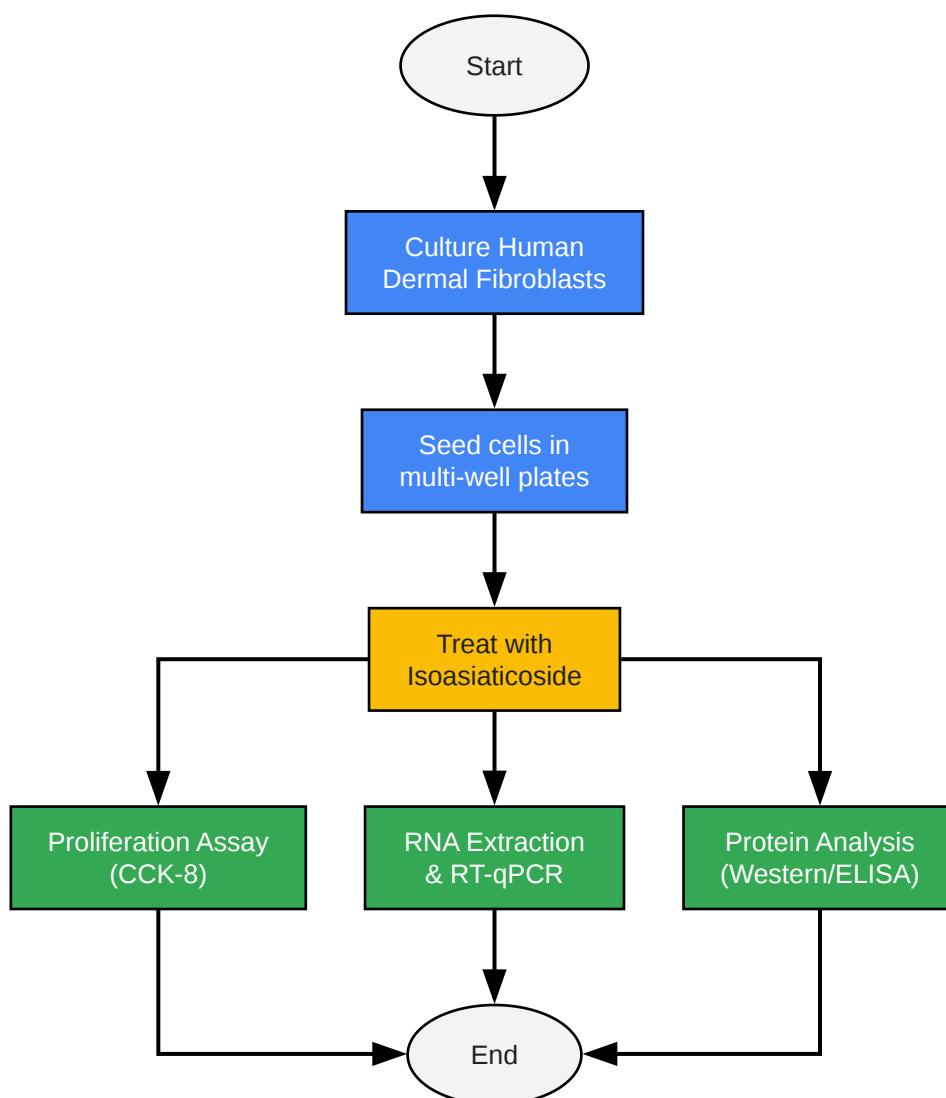 Start
Culture Human
Dermal Fibroblasts
Seed cells in
multi-well plates
Treat with
Isoasiaticoside
Proliferation Assay
(CCK-8)
RNA Extraction
& RT-qPCR
Protein Analysis
(Western/ELISA)
End